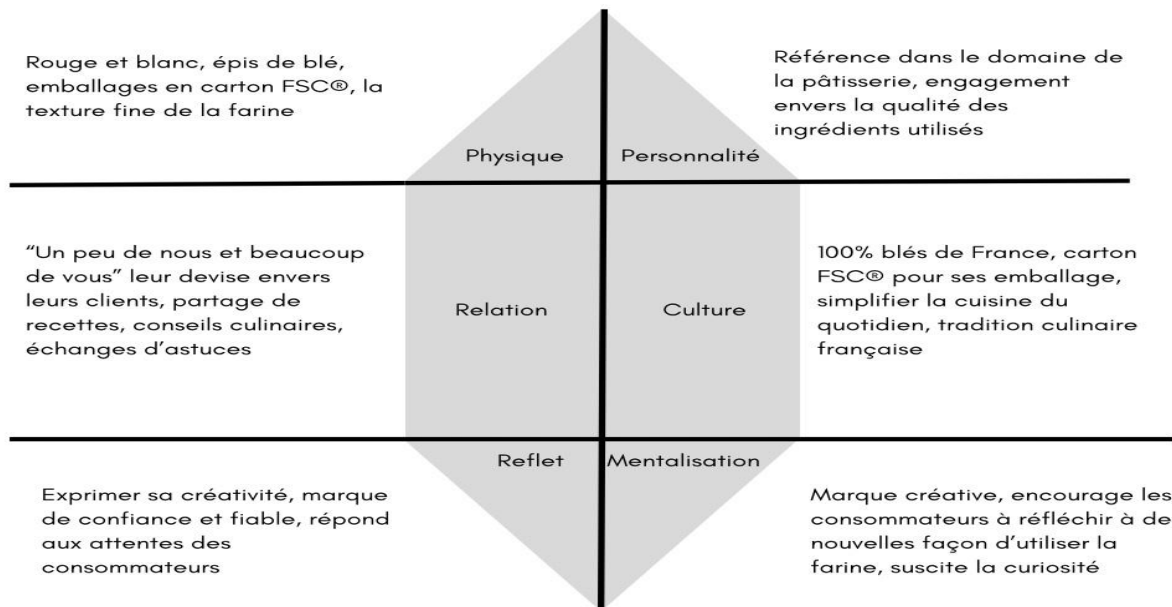 Rouge et blanc, épis de blé,
emballages en carton FSC®, la
texture fine de la farine
Physique
Personnalité
Référence dans le domaine de
la pâtisserie, engagement
envers la qualité des
ingrédients utilisés
“Un peu de nous et beaucoup
de vous” leur devise envers
leurs clients, partage de
recettes, conseils culinaires,
échanges d’astuces
Relation
Culture
100% blés de France, carton
FSC® pour ses emballage,
simplifier la cuisine du
quotidien, tradition culinaire
française
Reflet
Mentalisation
Exprimer sa créativité, marque
de confiance et fiable, répond
aux attentes des
consommateurs
Marque créative, encourage les
consommateurs à réfléchir à de
nouvelles façon d’utiliser la
farine, suscite la curiosité